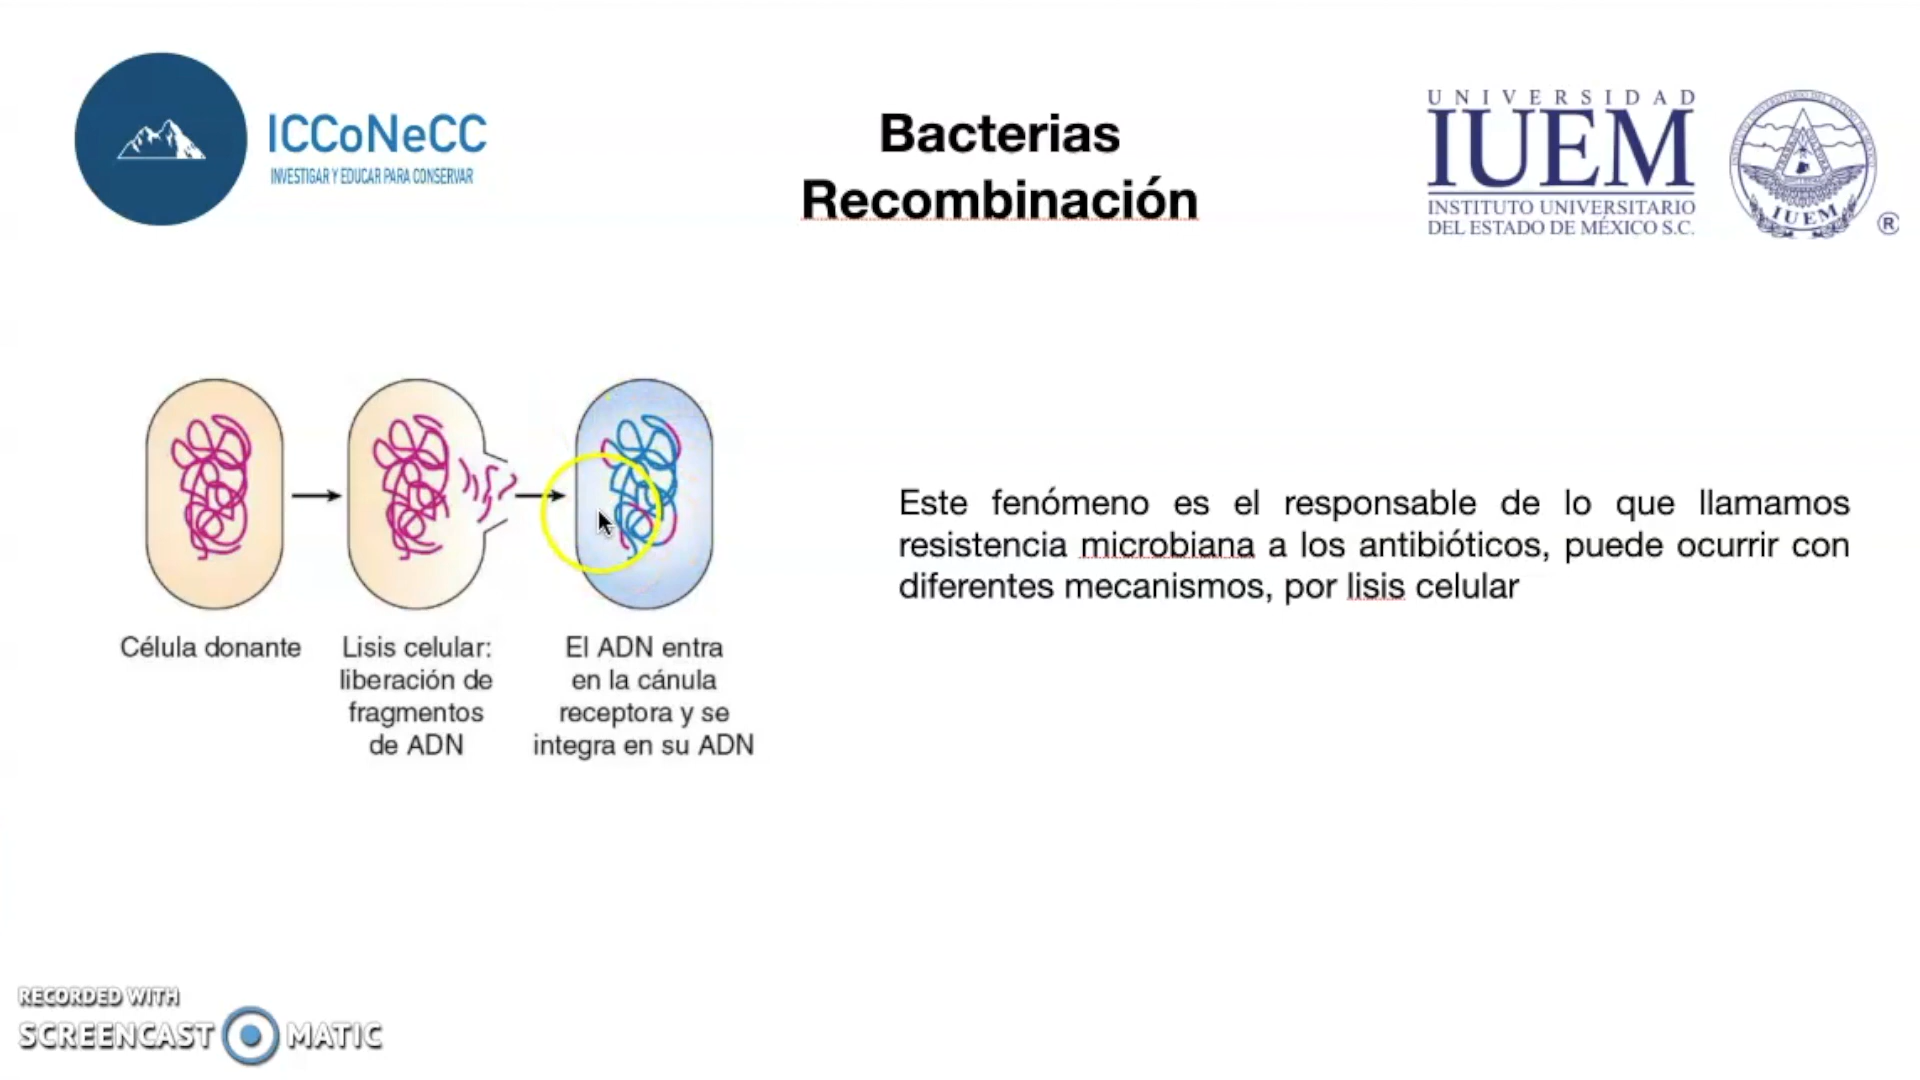 ICCoNeCC
INVESTIGAR Y EDUCAR PARA CONSERVAR
Bacterias
Recombinación
UNIVERSIDAD
IUEM
INSTITUTO UNIVERSITARIO
DEL ESTADO DE MÉXICO S.C.
IUEM
®
Este fenómeno es el responsable de lo que llamamos
resistencia microbiana a los antibióticos, puede ocurrir con
diferentes mecanismos, por lisis celular
Célula donante
Lisis celular:
liberación de
fragmentos
de ADN
El ADN entra
en la cánula
receptora y se
integra en su ADN
RECORDED WITH
SCREENCAST MATIC